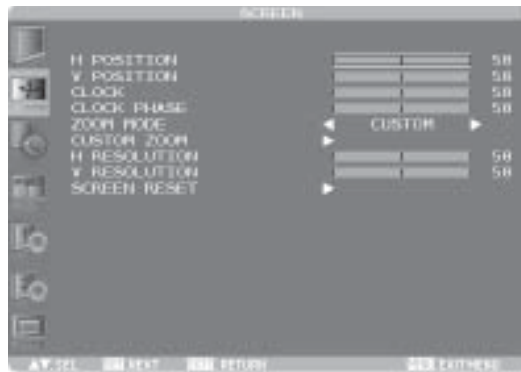 SCREEN
H POSITION 50
V POSITION 50
CLOCK 50
CLOCK PHASE 50
ZOOM MODE CUSTOM
CUSTOM ZOOM
H RESOLUTION 50
V RESOLUTION 50
SCREEN RESET
▲▼:SEL NEXT RETURN EXITMENU